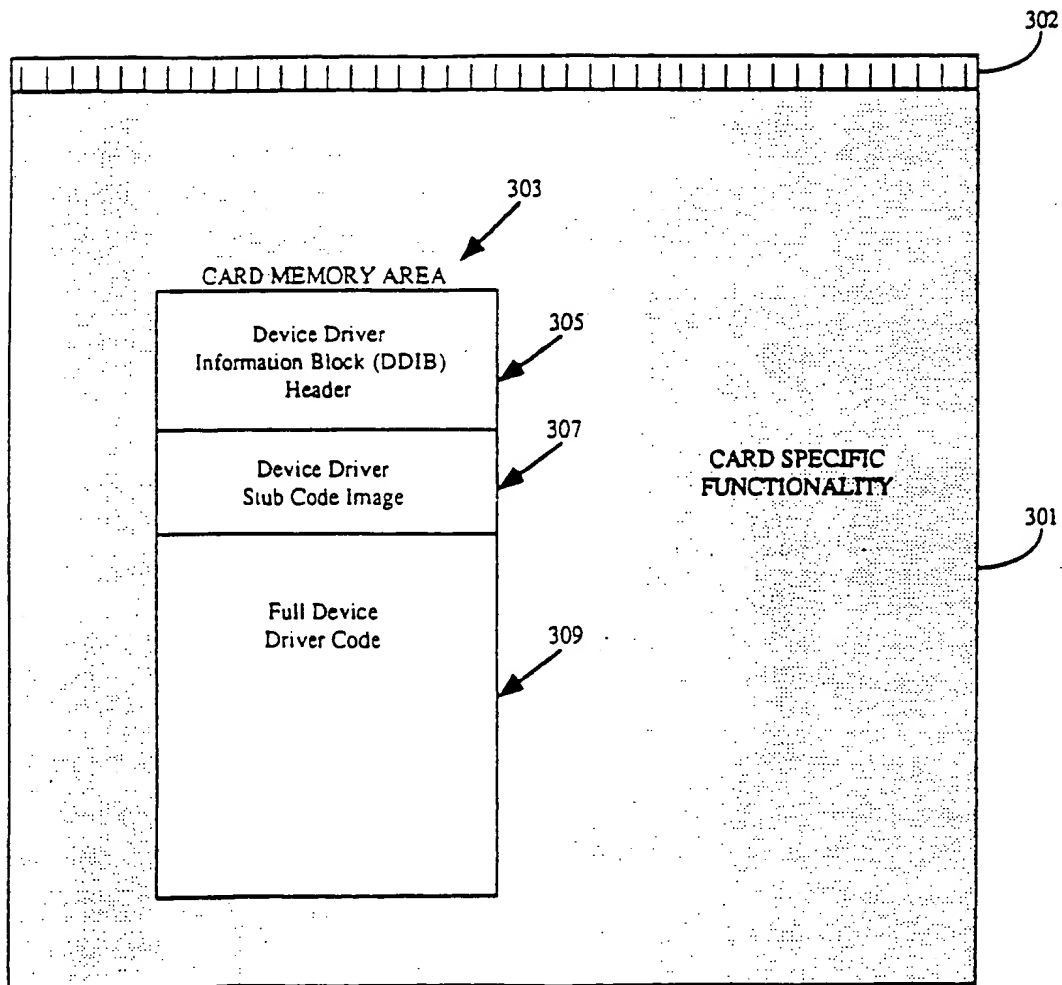 302
303
CARD MEMORY AREA
Device Driver
Information Block (DDIB)
Header
305
Device Driver
Stub Code Image
307
CARD SPECIFIC
FUNCTIONALITY
301
Full Device
Driver Code
309